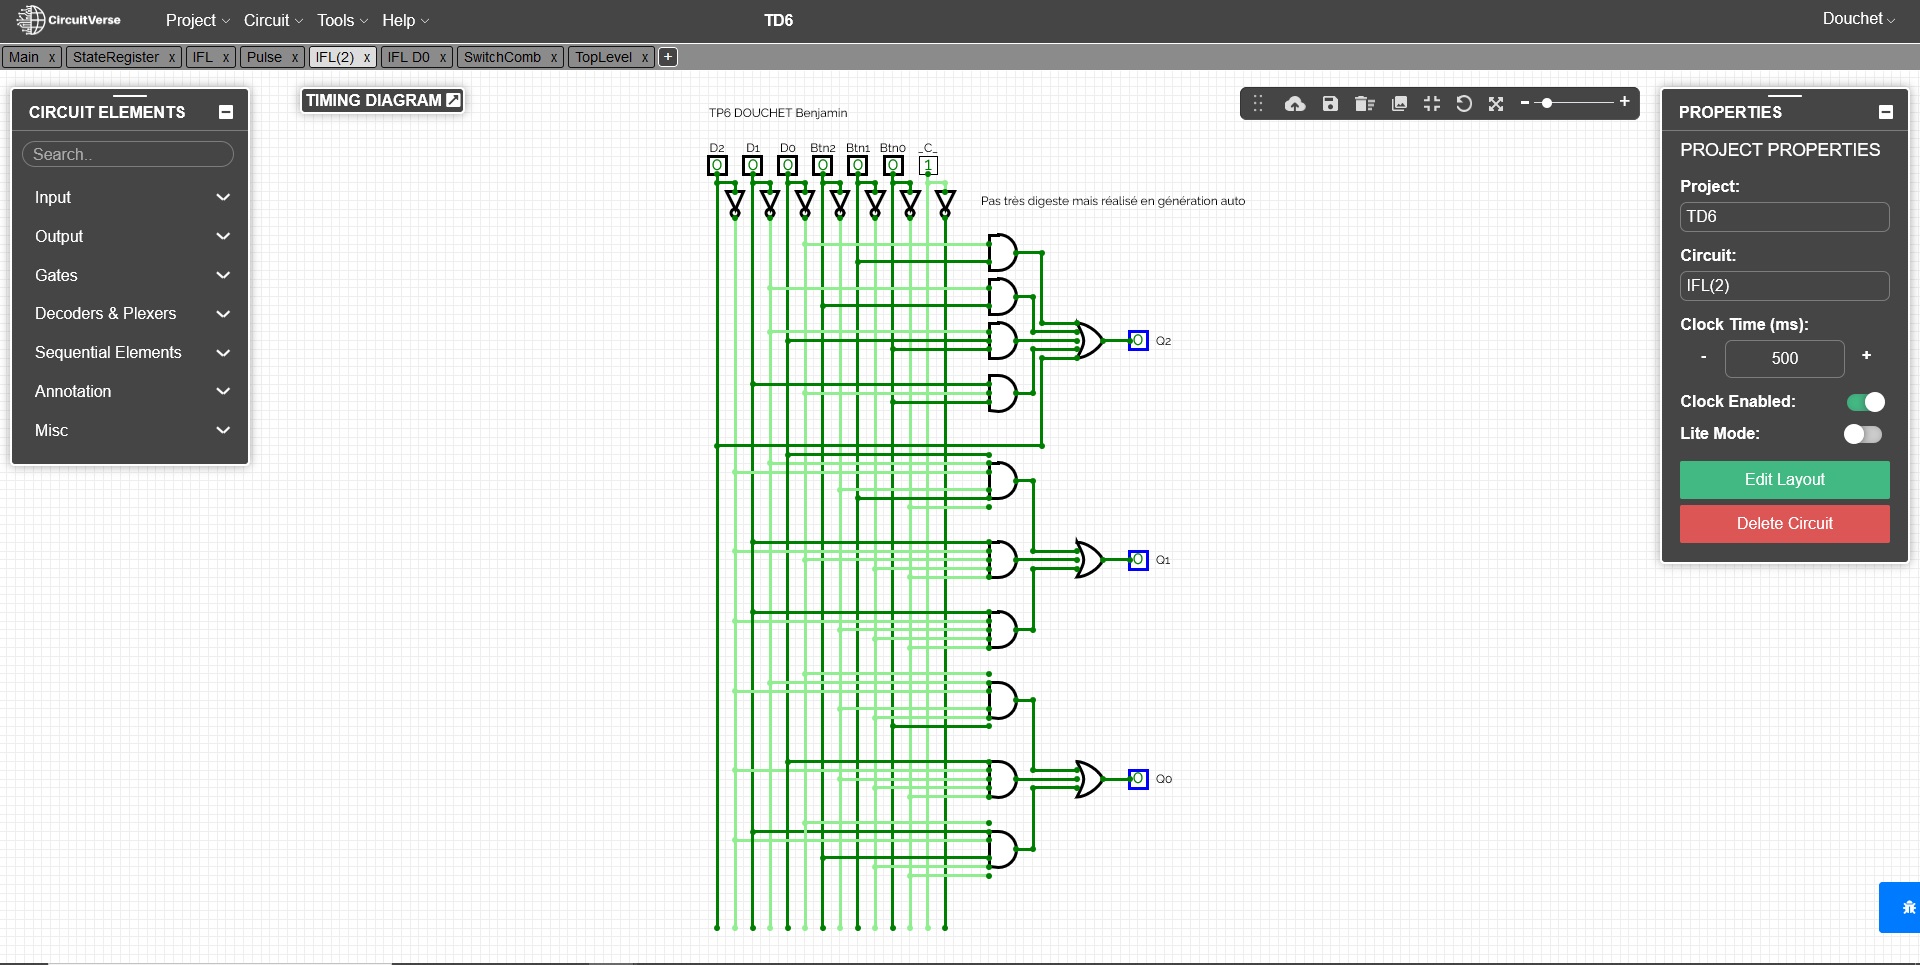 CircuitVerse Project Circuit Tools Help TD6 Douchet
Main x StateRegister x IFL x Pulse x IFL(2) x IFL D0 x SwitchComb x TopLevel x +
CIRCUIT ELEMENTS
Search..
Input
Output
Gates
Decoders & Plexers
Sequential Elements
Annotation
Misc
TIMING DIAGRAM
TP6 DOUCHET Benjamin
D2 D1 D0 Btn2 Btn1 Btn0 _C_
0 0 0 0 0 0 1
Pas très digeste mais réalisé en génération auto
0 Q2
0 Q1
0 Q0
PROPERTIES
PROJECT PROPERTIES
Project:
TD6
Circuit:
IFL(2)
Clock Time (ms):
- 500 +
Clock Enabled:
Lite Mode:
Edit Layout
Delete Circuit